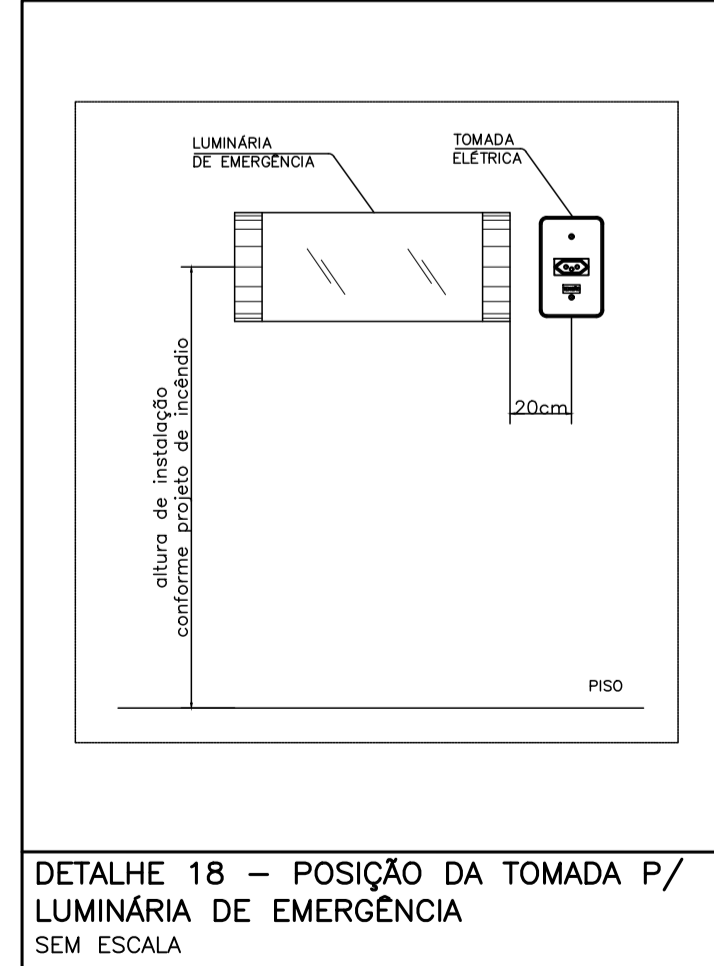 LUMINÁRIA
DE EMERGÊNCIA
TOMADA
ELÉTRICA
altura de instalação
conforme projeto de incêndio
20cm
PISO
DETALHE 18 – POSIÇÃO DA TOMADA P/
LUMINÁRIA DE EMERGÊNCIA
SEM ESCALA